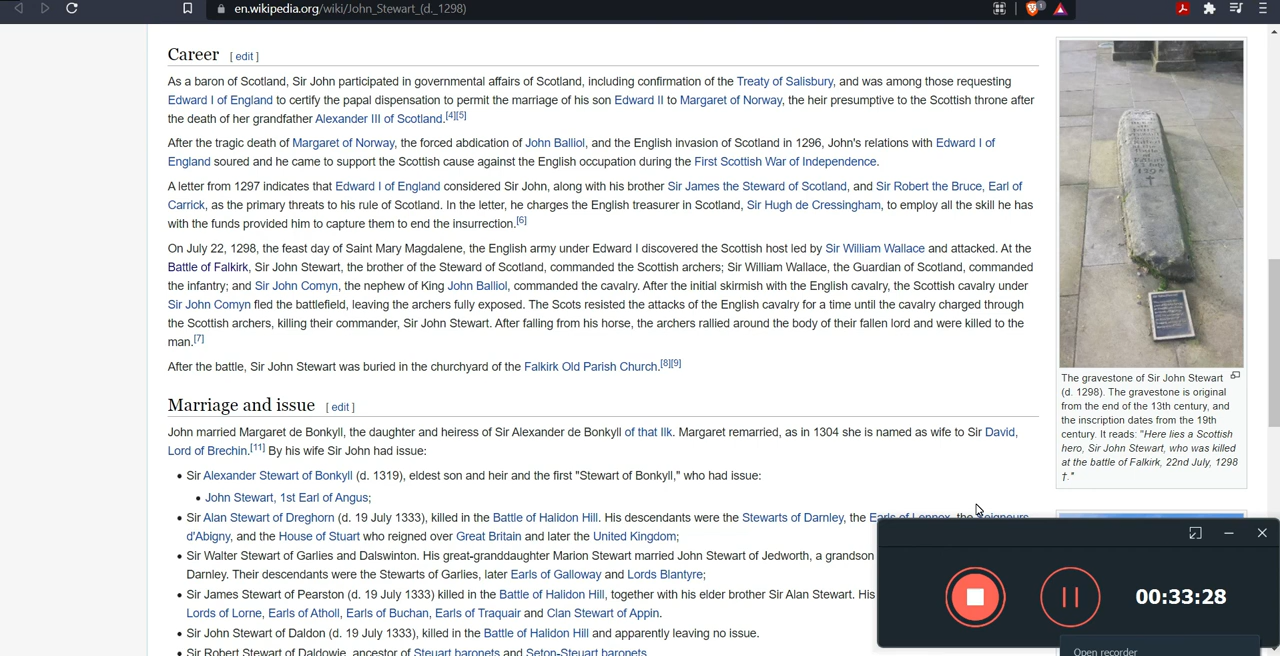 en.wikipedia.org/wiki/John_Stewart_(d._1298)
1
Career [ edit ]
As a baron of Scotland, Sir John participated in governmental affairs of Scotland, including confirmation of the Treaty of Salisbury, and was among those requesting
Edward I of England to certify the papal dispensation to permit the marriage of his son Edward II to Margaret of Norway, the heir presumptive to the Scottish throne after
the death of her grandfather Alexander III of Scotland.[4][5]
After the tragic death of Margaret of Norway, the forced abdication of John Balliol, and the English invasion of Scotland in 1296, John's relations with Edward I of
England soured and he came to support the Scottish cause against the English occupation during the First Scottish War of Independence.
A letter from 1297 indicates that Edward I of England considered Sir John, along with his brother Sir James the Steward of Scotland, and Sir Robert the Bruce, Earl of
Carrick, as the primary threats to his rule of Scotland. In the letter, he charges the English treasurer in Scotland, Sir Hugh de Cressingham, to employ all the skill he has
with the funds provided him to capture them to end the insurrection.[6]
On July 22, 1298, the feast day of Saint Mary Magdalene, the English army under Edward I discovered the Scottish host led by Sir William Wallace and attacked. At the
Battle of Falkirk, Sir John Stewart, the brother of the Steward of Scotland, commanded the Scottish archers; Sir William Wallace, the Guardian of Scotland, commanded
the infantry; and Sir John Comyn, the nephew of King John Balliol, commanded the cavalry. After the initial skirmish with the English cavalry, the Scottish cavalry under
Sir John Comyn fled the battlefield, leaving the archers fully exposed. The Scots resisted the attacks of the English cavalry for a time until the cavalry charged through
the Scottish archers, killing their commander, Sir John Stewart. After falling from his horse, the archers rallied around the body of their fallen lord and were killed to the
man.[7]
After the battle, Sir John Stewart was buried in the churchyard of the Falkirk Old Parish Church.[8][9]
The gravestone of Sir John Stewart
(d. 1298). The gravestone is original
from the end of the 13th century, and
the inscription dates from the 19th
century. It reads: "Here lies a Scottish
hero, Sir John Stewart, who was killed
at the battle of Falkirk, 22nd July, 1298
†."
Marriage and issue [ edit ]
John married Margaret de Bonkyll, the daughter and heiress of Sir Alexander de Bonkyll of that Ilk. Margaret remarried, as in 1304 she is named as wife to Sir David,
Lord of Brechin.[11] By his wife Sir John had issue:
• Sir Alexander Stewart of Bonkyll (d. 1319), eldest son and heir and the first "Stewart of Bonkyll," who had issue:
• John Stewart, 1st Earl of Angus;
• Sir Alan Stewart of Dreghorn (d. 19 July 1333), killed in the Battle of Halidon Hill. His descendants were the Stewarts of Darnley, the Earls of Lennox, the Seigneurs
d'Abigny, and the House of Stuart who reigned over Great Britain and later the United Kingdom;
• Sir Walter Stewart of Garlies and Dalswinton. His great-granddaughter Marion Stewart married John Stewart of Jedworth, a grandson
Darnley. Their descendants were the Stewarts of Garlies, later Earls of Galloway and Lords Blantyre;
• Sir James Stewart of Pearston (d. 19 July 1333) killed in the Battle of Halidon Hill, together with his elder brother Sir Alan Stewart. His
Lords of Lorne, Earls of Atholl, Earls of Buchan, Earls of Traquair and Clan Stewart of Appin.
• Sir John Stewart of Daldon (d. 19 July 1333), killed in the Battle of Halidon Hill and apparently leaving no issue.
• Sir Robert Stewart of Daldowie, ancestor of Steuart baronets and Seton-Steuart baronets
00:33:28
Open recorder